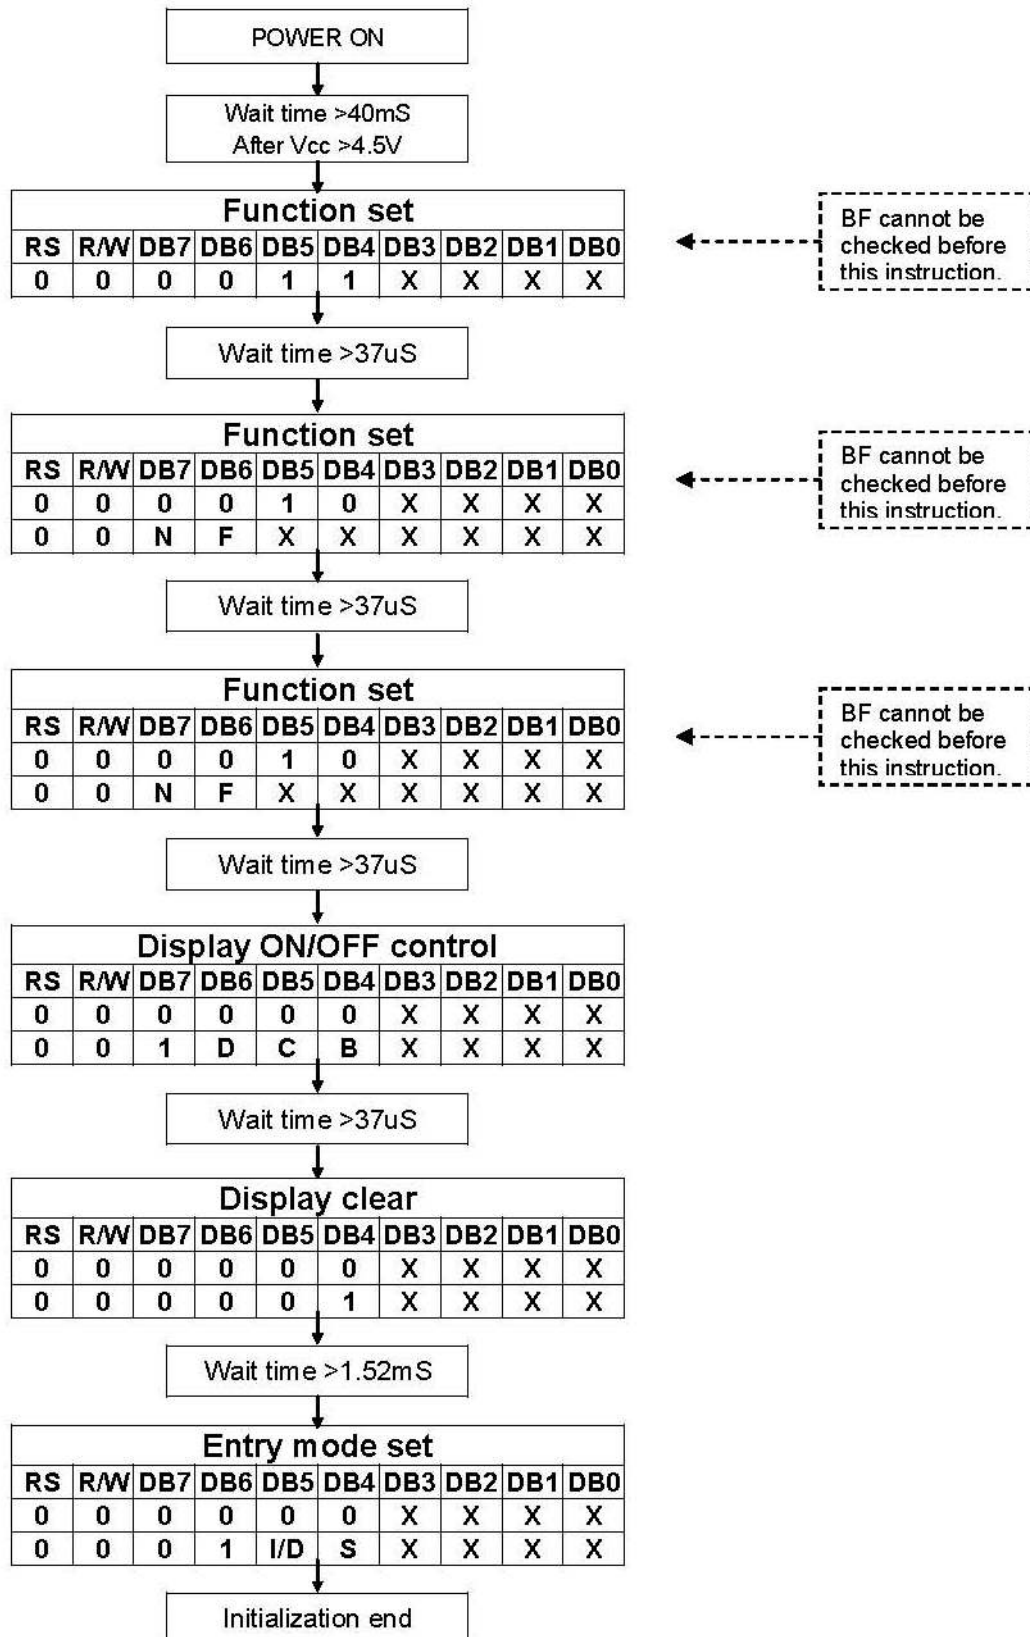 POWER ON
Wait time >40mS
After Vcc >4.5V
Function set
RS R/W DB7 DB6 DB5 DB4 DB3 DB2 DB1 DB0
0 0 0 0 1 1 X X X X
BF cannot be
checked before
this instruction.
Wait time >37uS
Function set
RS R/W DB7 DB6 DB5 DB4 DB3 DB2 DB1 DB0
0 0 0 0 1 0 X X X X
0 0 N F X X X X X X
BF cannot be
checked before
this instruction.
Wait time >37uS
Function set
RS R/W DB7 DB6 DB5 DB4 DB3 DB2 DB1 DB0
0 0 0 0 1 0 X X X X
0 0 N F X X X X X X
BF cannot be
checked before
this instruction.
Wait time >37uS
Display ON/OFF control
RS R/W DB7 DB6 DB5 DB4 DB3 DB2 DB1 DB0
0 0 0 0 0 0 X X X X
0 0 1 D C B X X X X
Wait time >37uS
Display clear
RS R/W DB7 DB6 DB5 DB4 DB3 DB2 DB1 DB0
0 0 0 0 0 0 X X X X
0 0 0 0 0 1 X X X X
Wait time >1.52mS
Entry mode set
RS R/W DB7 DB6 DB5 DB4 DB3 DB2 DB1 DB0
0 0 0 0 0 0 X X X X
0 0 0 1 I/D S X X X X
Initialization end